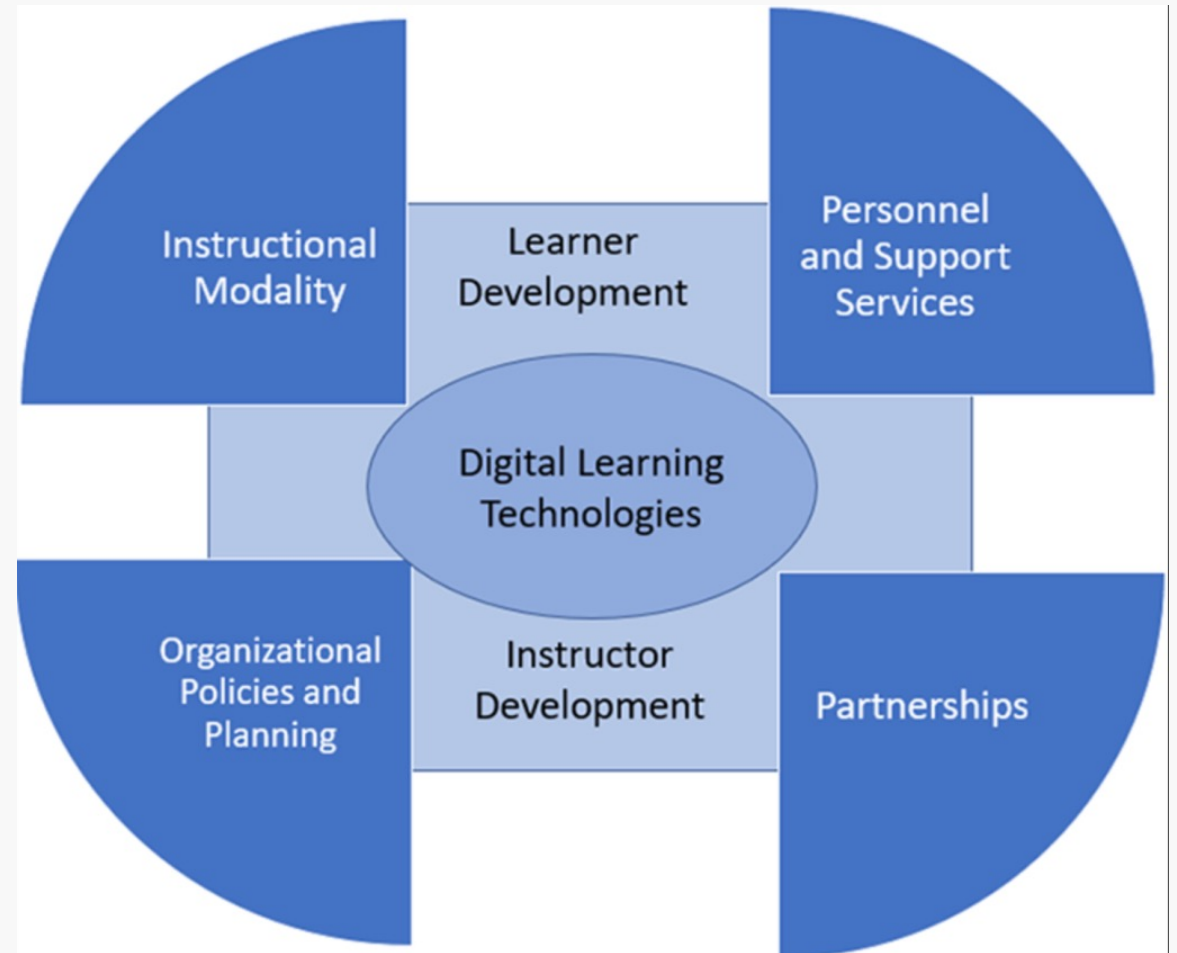 Instructional
Modality
Learner
Development
Personnel
and Support
Services
Digital Learning
Technologies
Organizational
Policies and
Planning
Instructor
Development
Partnerships